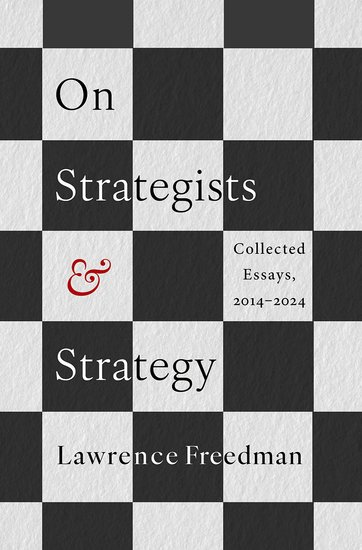 On
Strategists
&
Collected
Essays,
2014–2024
Strategy
Lawrence Freedman